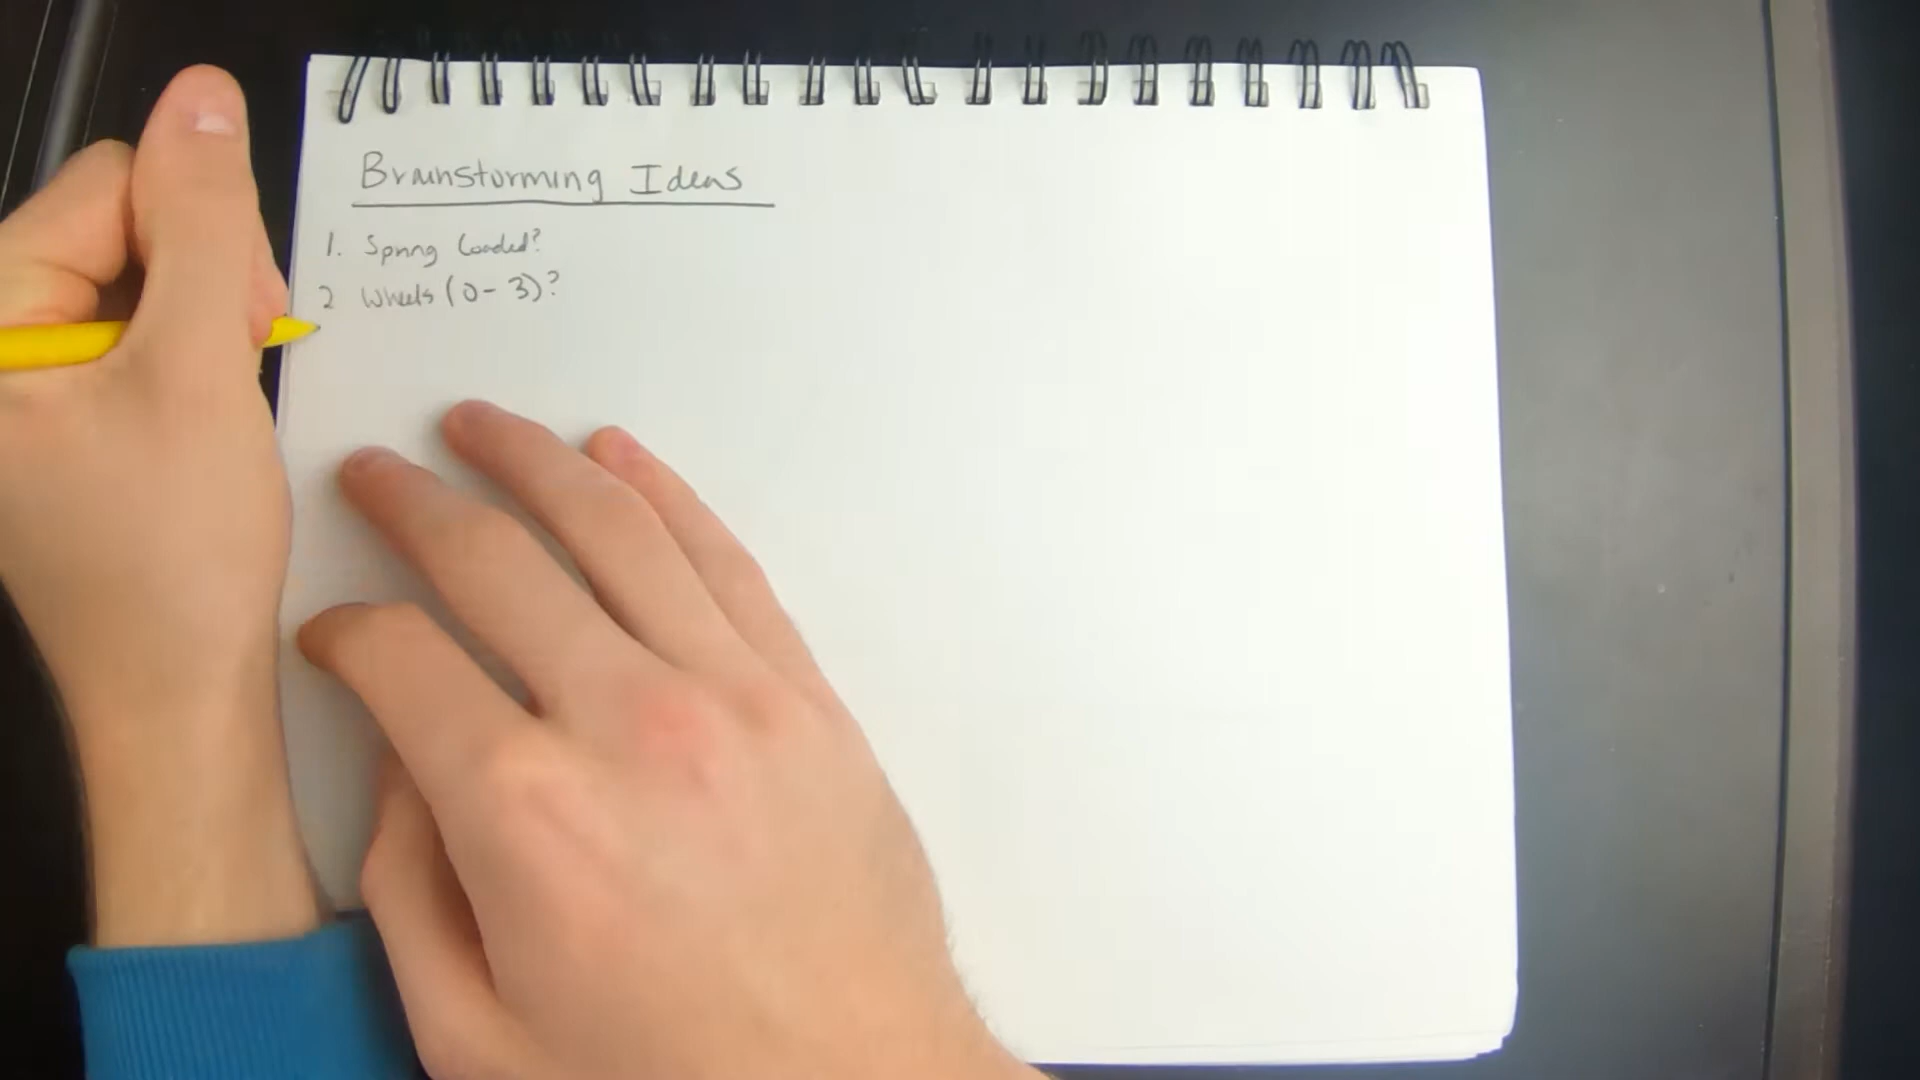 Brainstorming Ideas
1. Spring Loaded?
2 Wheels (0-3)?